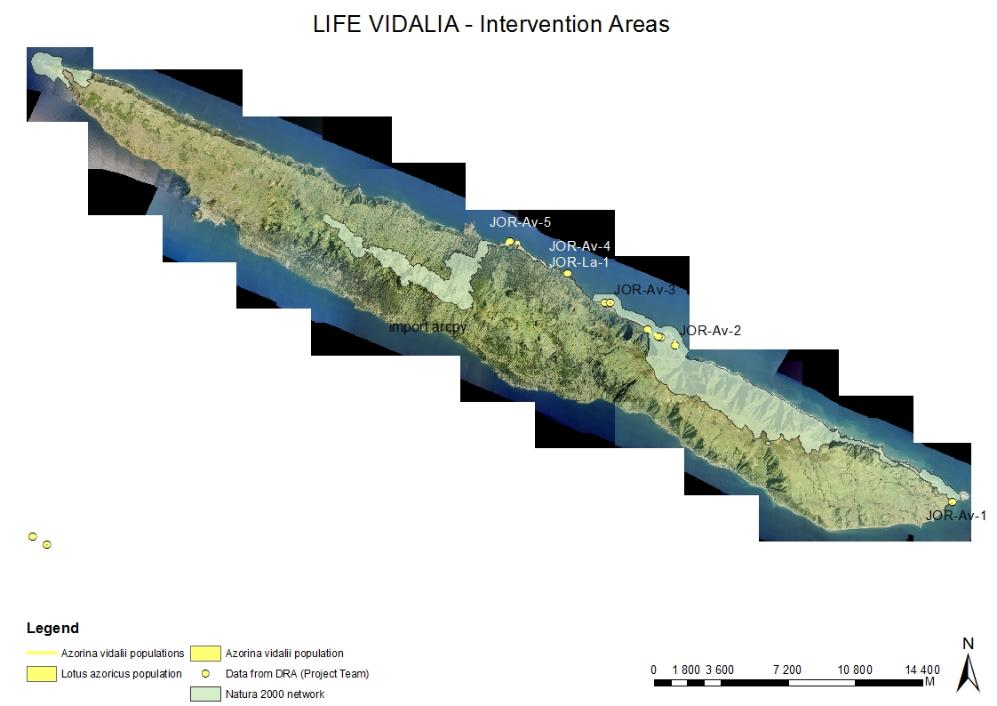 LIFE VIDALIA - Intervention Areas
JOR-Av-5
JOR-Av-4
JOR-La-1
JOR-Av-3
import arcpy
JOR-Av-2
JOR-Av-1
Legend
Azorina vidalii populations
Azorina vidalii population
Lotus azoricus population
Data from DRA (Project Team)
Natura 2000 network
N
0 1 800 3 600 7 200 10 800 14 400
M